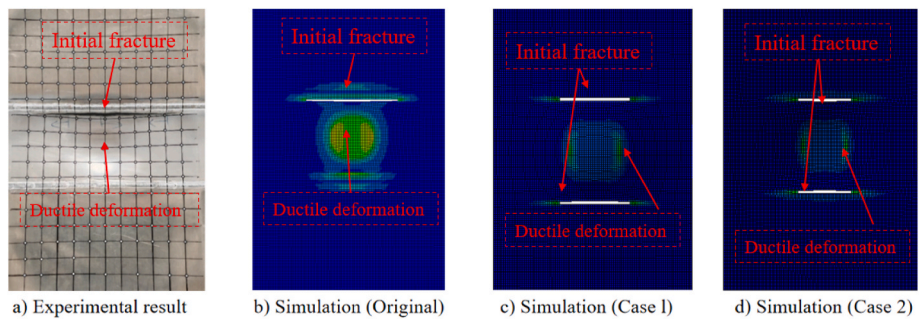 Initial fracture
Ductile deformation
a) Experimental result
Initial fracture
Ductile deformation
b) Simulation (Original)
Initial fracture
Ductile deformation
c) Simulation (Case l)
Initial fracture
Ductile deformation
d) Simulation (Case 2)